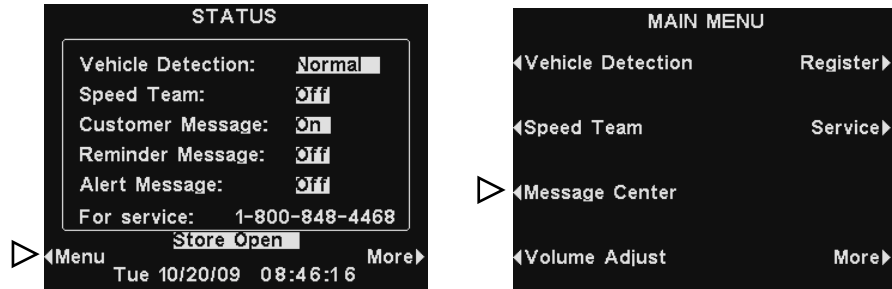 STATUS
Vehicle Detection: Normal
Speed Team: Off
Customer Message: On
Reminder Message: Off
Alert Message: Off
For service: 1-800-848-4468
Store Open
Menu More
Tue 10/20/09 08:46:16
MAIN MENU
Vehicle Detection Register
Speed Team Service
Message Center
Volume Adjust More